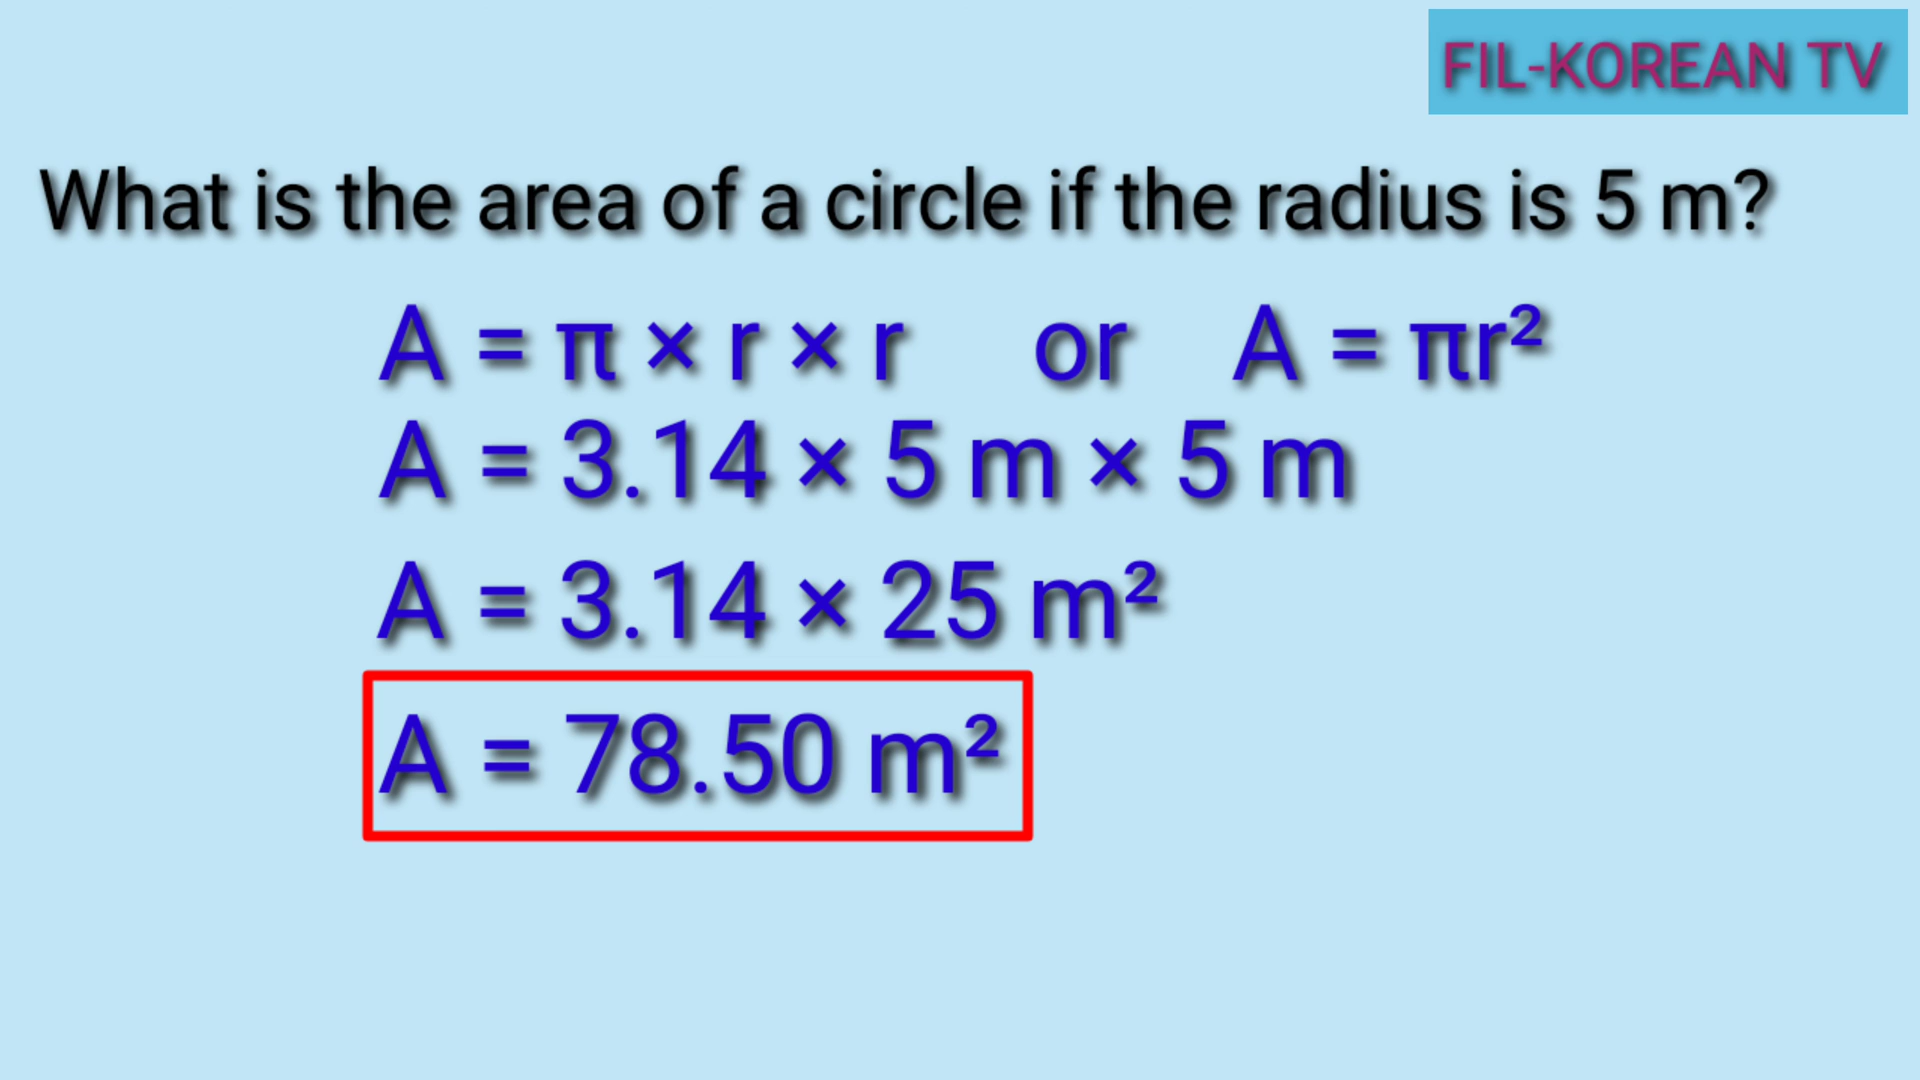 FIL-KOREAN TV
What is the area of a circle if the radius is 5 m?
A = π × r × r or A = πr²
A = 3.14 × 5 m × 5 m
A = 3.14 × 25 m²
A = 78.50 m²